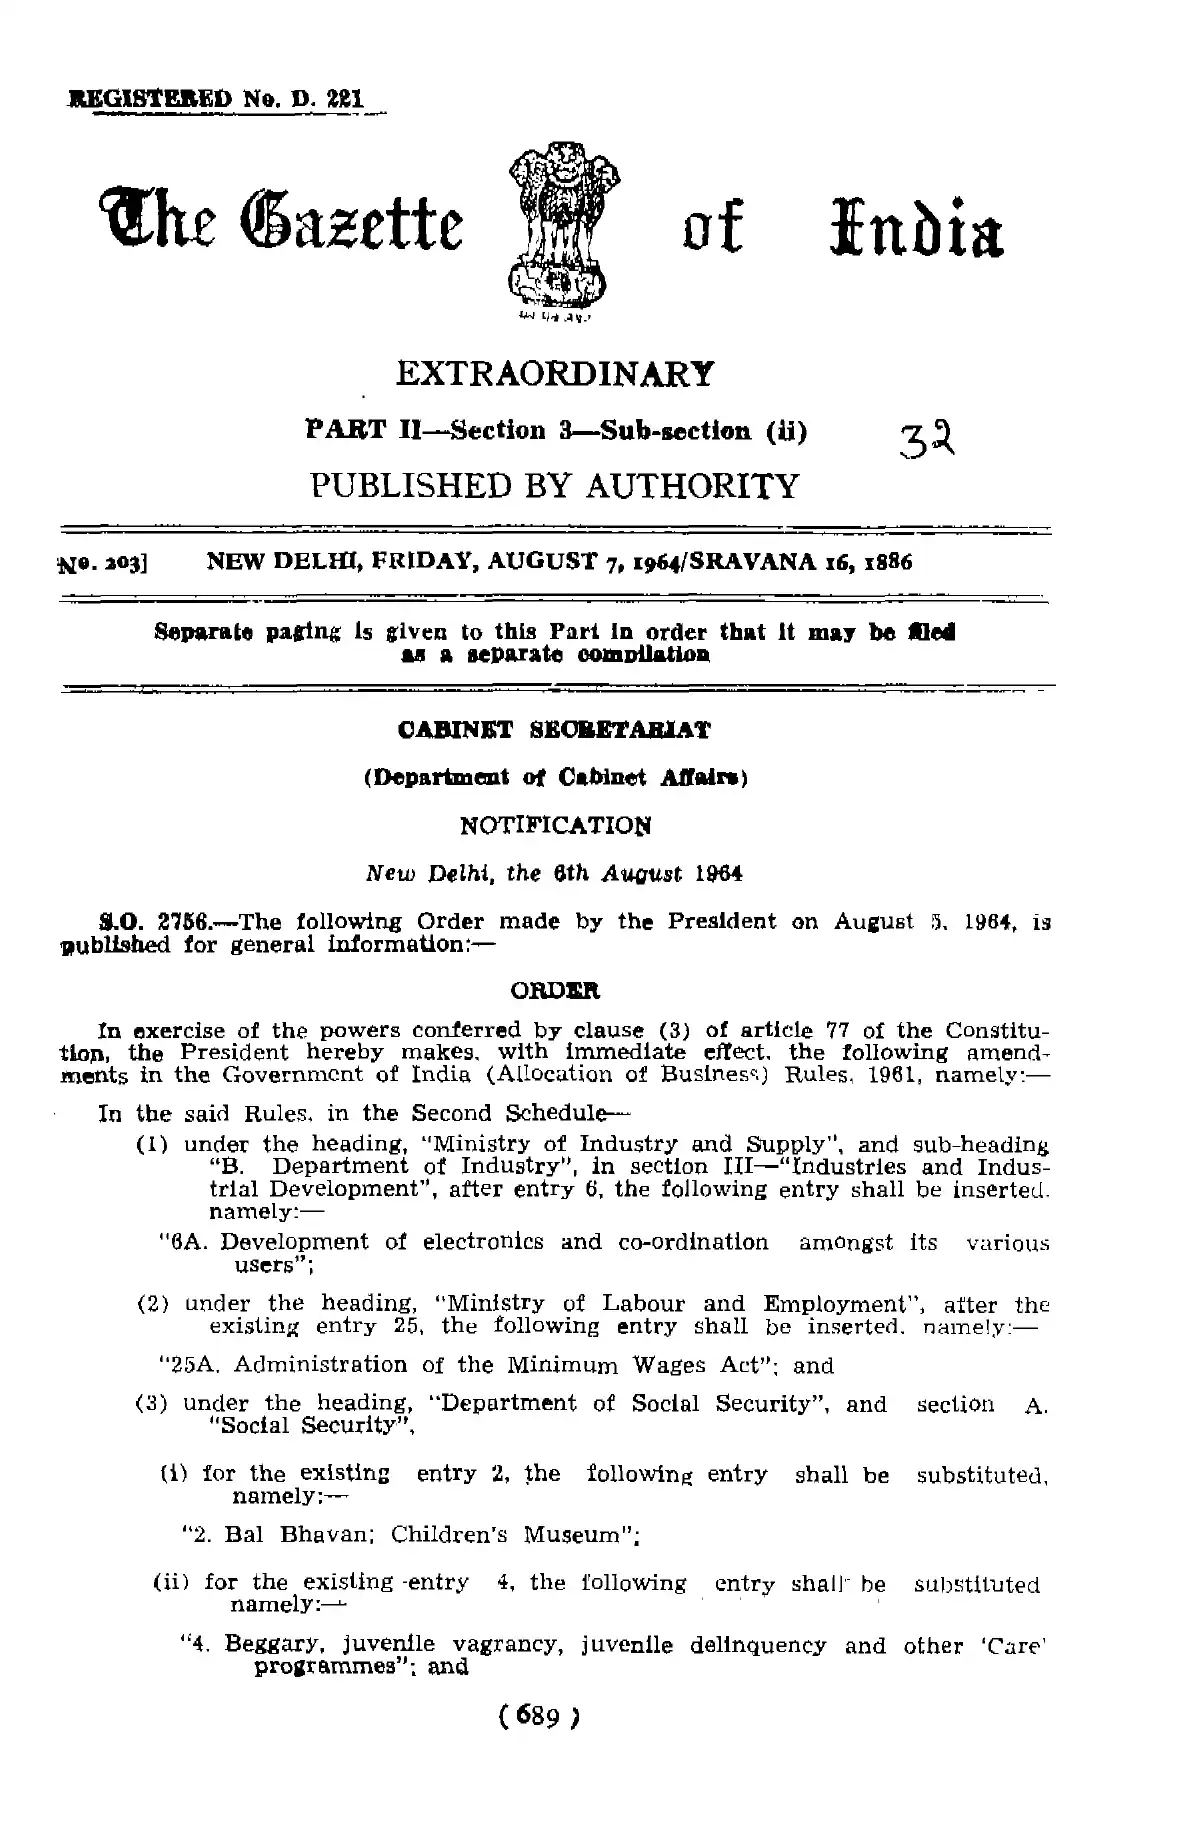 REGISTERED No. D. 221
The Gazette of India
EXTRAORDINARY
PART II—Section 3—Sub-section (ii)
32
PUBLISHED BY AUTHORITY
No. 203] NEW DELHI, FRIDAY, AUGUST 7, 1964/SRAVANA 16, 1886
Separate paging is given to this Part in order that it may be filed
as a separate compilation
CABINET SECRETARIAT
(Department of Cabinet Affairs)
NOTIFICATION
New Delhi, the 6th August 1964
S.O. 2756.—The following Order made by the President on August 5, 1964, is
published for general information:—
ORDER
In exercise of the powers conferred by clause (3) of article 77 of the Constitu-
tion, the President hereby makes, with immediate effect, the following amend-
ments in the Government of India (Allocation of Business) Rules, 1961, namely:—
In the said Rules, in the Second Schedule—
(1) under the heading, "Ministry of Industry and Supply", and sub-heading
"B. Department of Industry", in section III—"Industries and Indus-
trial Development", after entry 6, the following entry shall be inserted,
namely:—
"6A. Development of electronics and co-ordination amongst its various
users";
(2) under the heading, "Ministry of Labour and Employment", after the
existing entry 25, the following entry shall be inserted, namely:—
"25A. Administration of the Minimum Wages Act"; and
(3) under the heading, "Department of Social Security", and section A.
"Social Security",
(i) for the existing entry 2, the following entry shall be substituted,
namely:—
"2. Bal Bhavan; Children's Museum";
(ii) for the existing entry 4, the following entry shall be substituted
namely:—
"4. Beggary, juvenile vagrancy, juvenile delinquency and other 'Care'
programmes"; and
(689)